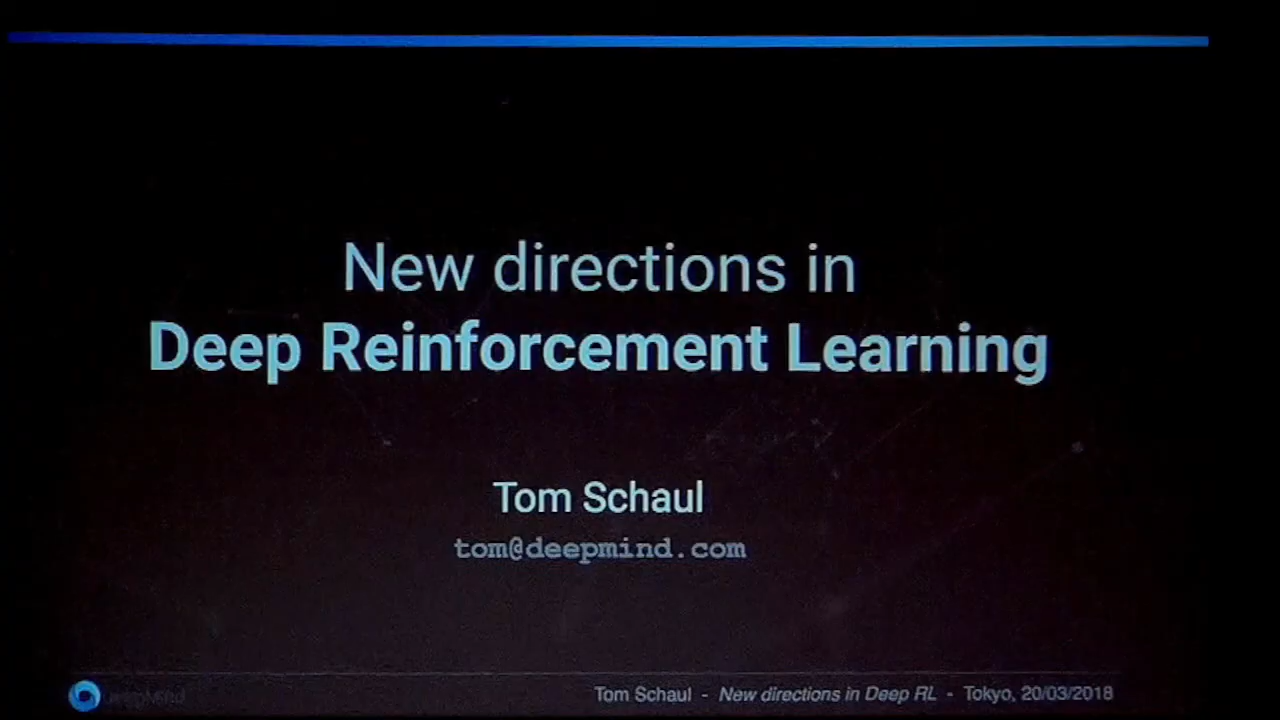 New directions in
Deep Reinforcement Learning
Tom Schaul
tom@deepmind.com
DeepMind
Tom Schaul - New directions in Deep RL - Tokyo, 20/03/2018